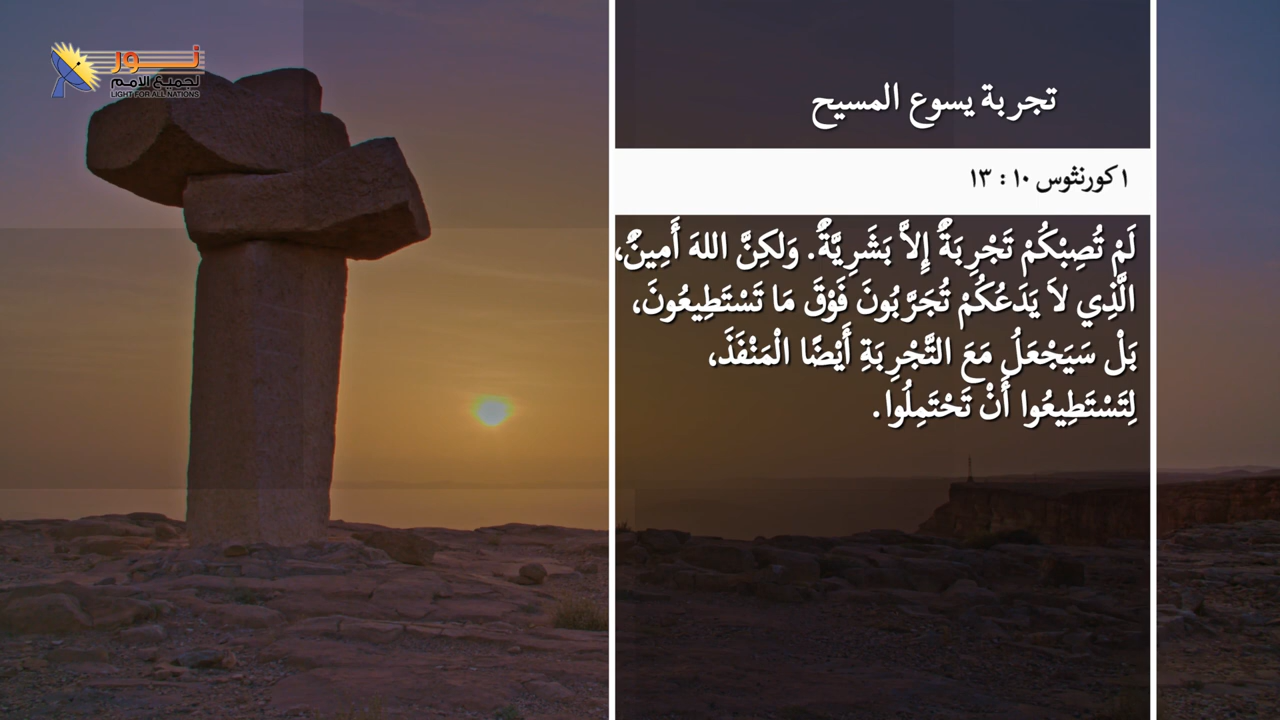 نور
لجميع الامم
LIGHT FOR ALL NATIONS
تجربة يسوع المسيح
١ كورنثوس ١٠ : ١٣
لَمْ تُصِبْكُمْ تَجْرِبَةٌ إِلاَّ بَشَرِيَّةٌ. وَلكِنَّ اللهَ أَمِينٌ،
الَّذِي لاَ يَدَعُكُمْ تُجَرَّبُونَ فَوْقَ مَا تَسْتَطِيعُونَ،
بَلْ سَيَجْعَلُ مَعَ التَّجْرِبَةِ أَيْضًا الْمَنْفَذَ،
لِتَسْتَطِيعُوا أَنْ تَحْتَمِلُوا.